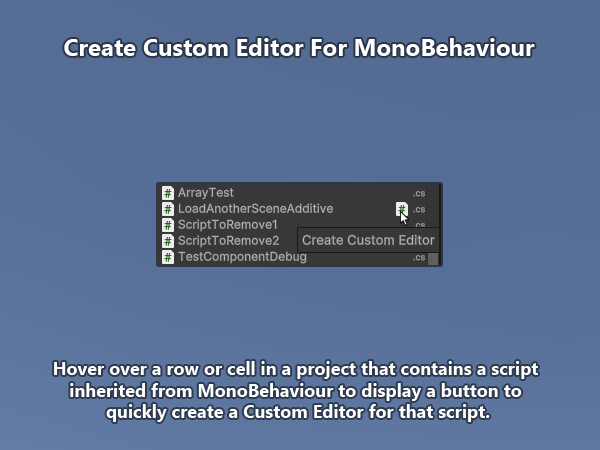 Create Custom Editor For MonoBehaviour
# ArrayTest .cs
# LoadAnotherSceneAdditive # .cs
# ScriptToRemove1 .cs
# ScriptToRemove2
Create Custom Editor
# TestComponentDebug .cs
Hover over a row or cell in a project that contains a script
inherited from MonoBehaviour to display a button to
quickly create a Custom Editor for that script.